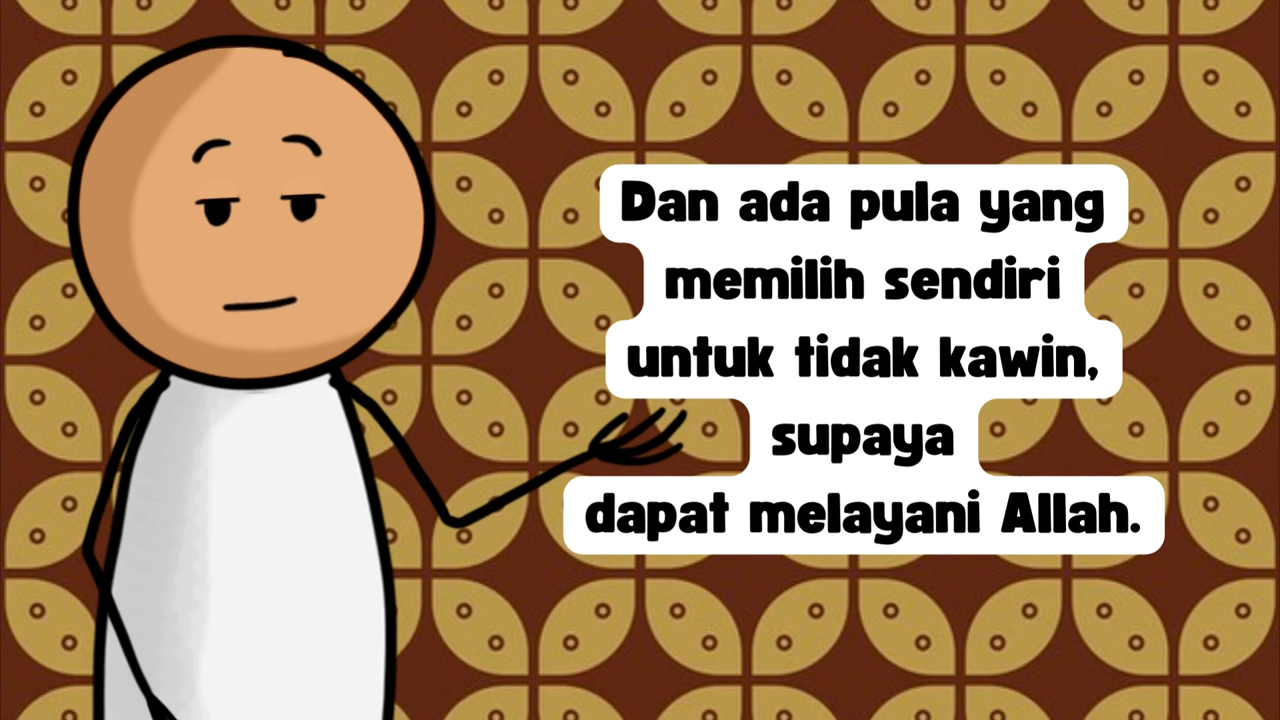 Dan ada pula yang
memilih sendiri
untuk tidak kawin,
supaya
dapat melayani Allah.